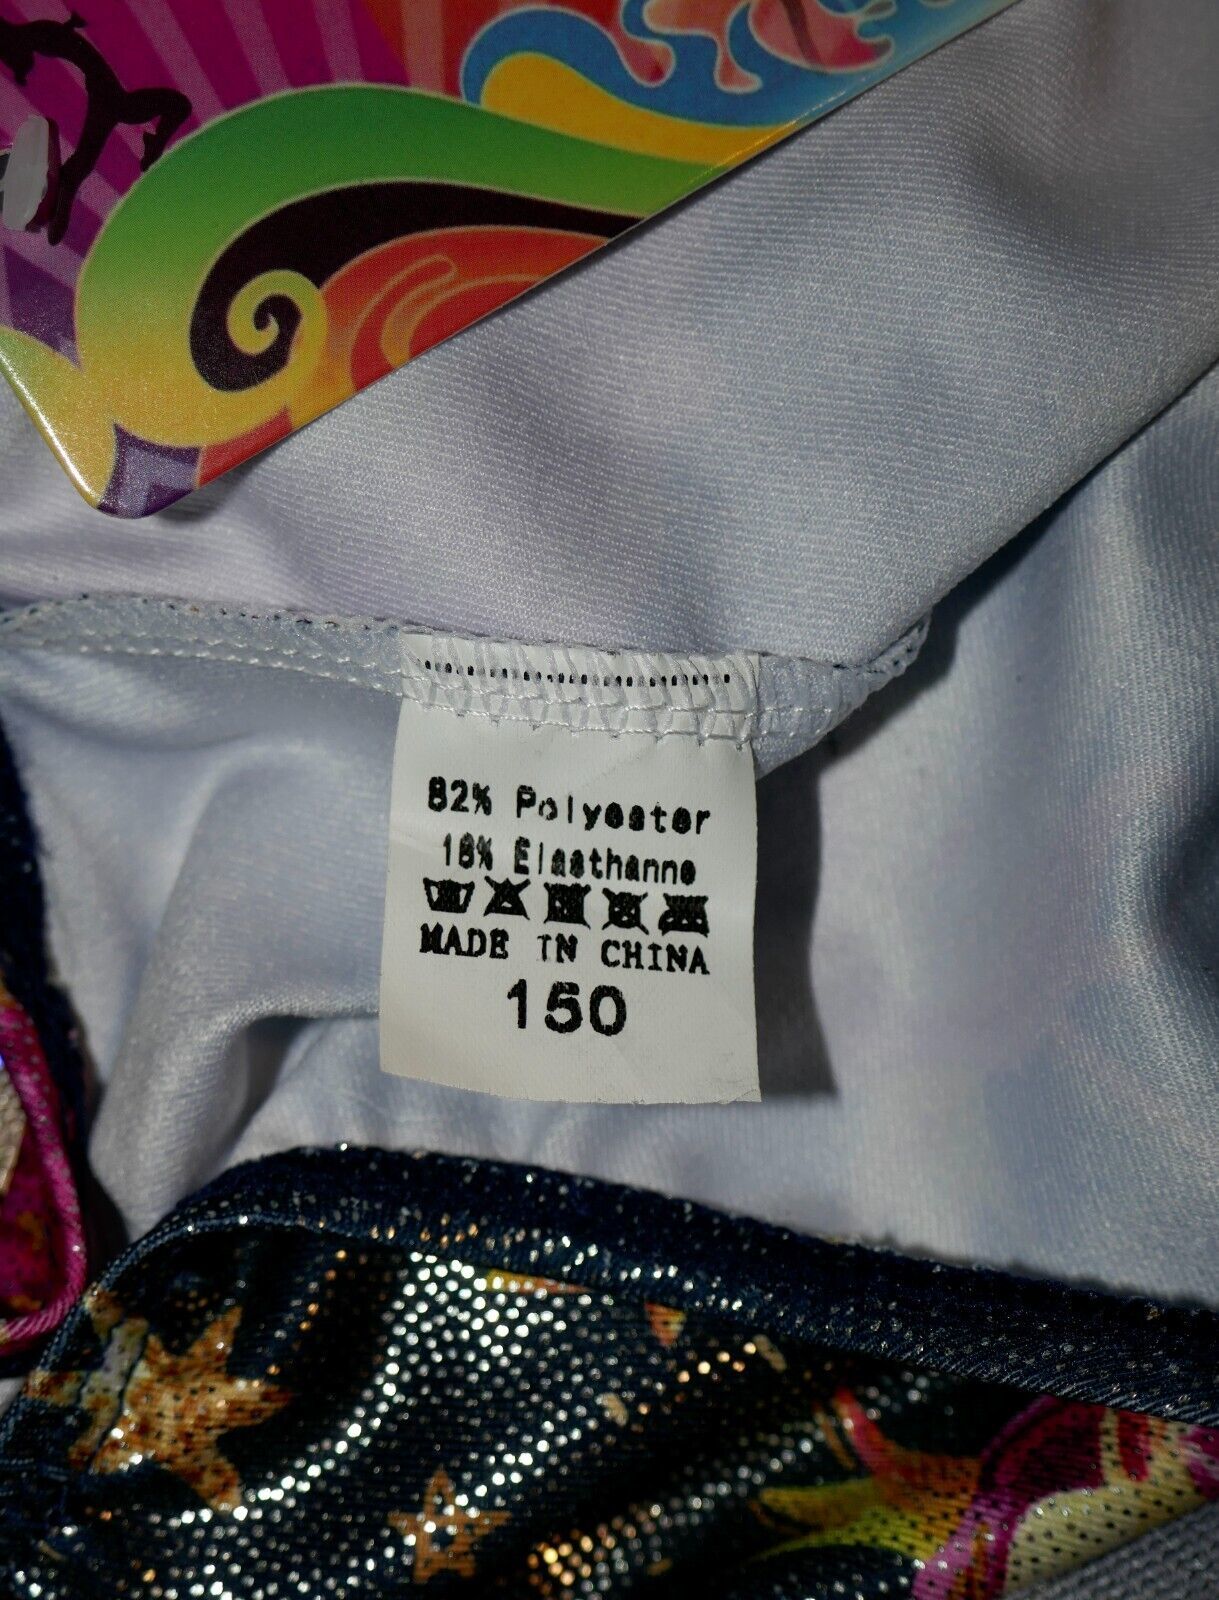 82% Polyester
18% Elasthanne
MADE IN CHINA
150